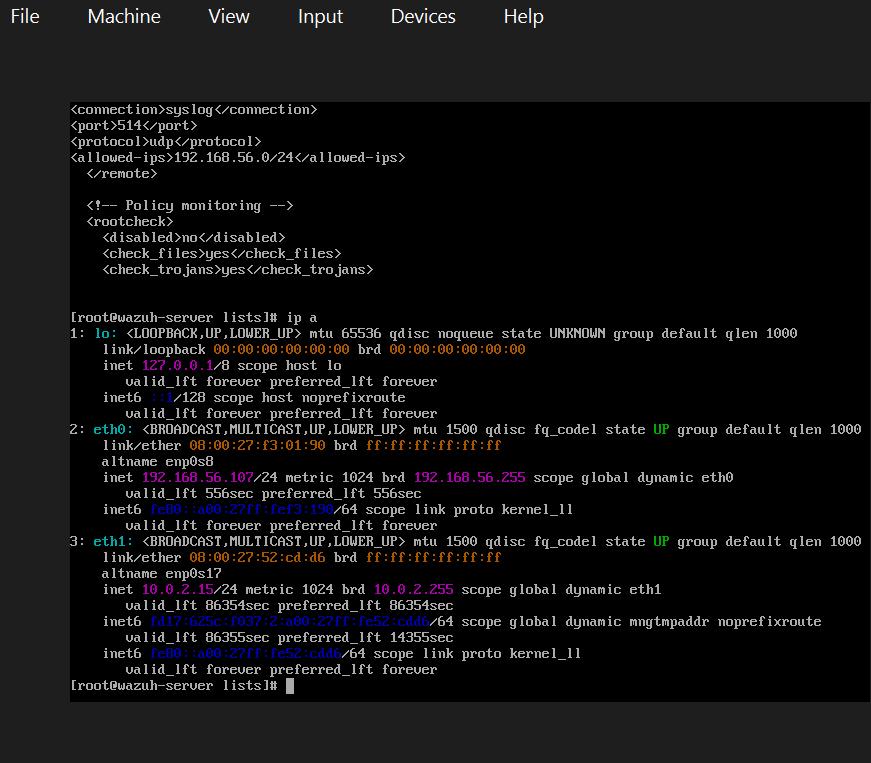 File Machine View Input Devices Help
<connection>syslog</connection>
<port>514</port>
<protocol>udp</protocol>
<allowed-ips>192.168.56.0/24</allowed-ips>
</remote>
<!-- Policy monitoring -->
<rootcheck>
<disabled>no</disabled>
<check_files>yes</check_files>
<check_trojans>yes</check_trojans>
[root@wazuh-server lists]# ip a
1: lo: <LOOPBACK,UP,LOWER_UP> mtu 65536 qdisc noqueue state UNKNOWN group default qlen 1000
link/loopback 00:00:00:00:00:00 brd 00:00:00:00:00:00
inet 127.0.0.1/8 scope host lo
valid_lft forever preferred_lft forever
inet6 ::1/128 scope host noprefixroute
valid_lft forever preferred_lft forever
2: eth0: <BROADCAST,MULTICAST,UP,LOWER_UP> mtu 1500 qdisc fq_codel state UP group default qlen 1000
link/ether 08:00:27:f3:01:90 brd ff:ff:ff:ff:ff:ff
altname enp0s8
inet 192.168.56.107/24 metric 1024 brd 192.168.56.255 scope global dynamic eth0
valid_lft 556sec preferred_lft 556sec
inet6 fe80::a00:27ff:fef3:190/64 scope link proto kernel_ll
valid_lft forever preferred_lft forever
3: eth1: <BROADCAST,MULTICAST,UP,LOWER_UP> mtu 1500 qdisc fq_codel state UP group default qlen 1000
link/ether 08:00:27:52:cd:d6 brd ff:ff:ff:ff:ff:ff
altname enp0s17
inet 10.0.2.15/24 metric 1024 brd 10.0.2.255 scope global dynamic eth1
valid_lft 86354sec preferred_lft 86354sec
inet6 fd17:625c:f037:2:a00:27ff:fe52:cdd6/64 scope global dynamic mngtmpaddr noprefixroute
valid_lft 86355sec preferred_lft 14355sec
inet6 fe80::a00:27ff:fe52:cdd6/64 scope link proto kernel_ll
valid_lft forever preferred_lft forever
[root@wazuh-server lists]#